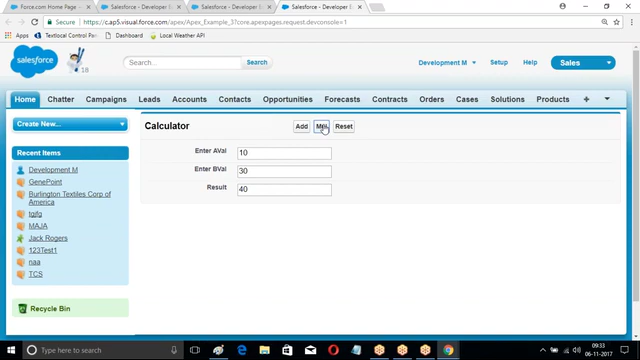 Force.com Home Page
Salesforce - Developer E
Salesforce - Developer E
Salesforce - Developer E
Secure
https://c.ap5.visual.force.com/apex/Apex_Example_3?core.apexpages.request.devconsole=1
Apps
Textlocal Control Pan
Dashboard
Local Weather API
salesforce
18
Search...
Search
Development M
Setup
Help
Sales
Home
Chatter
Campaigns
Leads
Accounts
Contacts
Opportunities
Forecasts
Contracts
Orders
Cases
Solutions
Products
+
Create New...
Recent Items
Development M
GenePoint
Burlington Textiles Corp of
America
MAJA
Jack Rogers
123Test1
naa
TCS
Recycle Bin
Calculator
Add
Reset
Enter AVal
10
Enter BVal
30
Result
40
Type here to search
09:33
06-11-2017